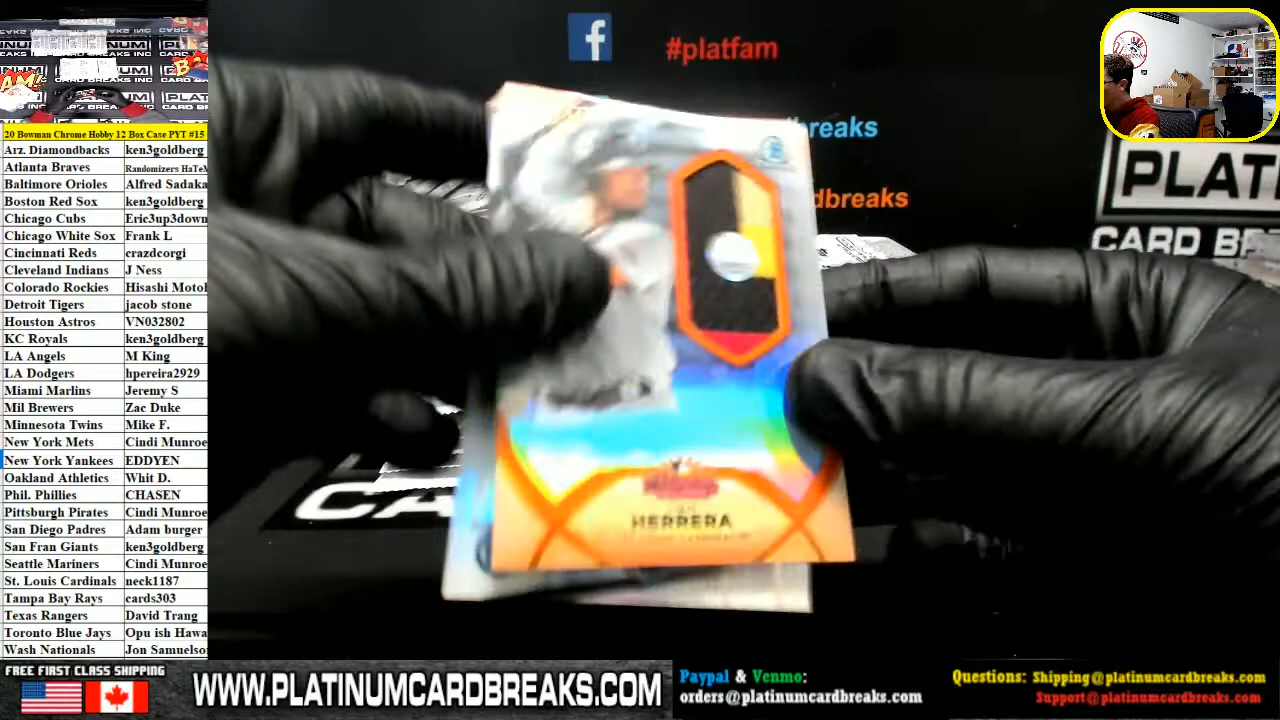 #platfam
breaks
rdbreaks
PLAT
CARD B
HERRERA
20 Bowman Chrome Hobby 12 Box Case PYT #15
Arz. Diamondbacks ken3goldberg
Atlanta Braves Randomizers HaTeM
Baltimore Orioles Alfred Sadaka
Boston Red Sox ken3goldberg
Chicago Cubs Eric3up3down
Chicago White Sox Frank L
Cincinnati Reds crazdcorgi
Cleveland Indians J Ness
Colorado Rockies Hisashi Motoh
Detroit Tigers jacob stone
Houston Astros VN032802
KC Royals ken3goldberg
LA Angels M King
LA Dodgers hpereira2929
Miami Marlins Jeremy S
Mil Brewers Zac Duke
Minnesota Twins Mike F.
New York Mets Cindi Munroe
New York Yankees EDDYEN
Oakland Athletics Whit D.
Phil. Phillies CHASEN
Pittsburgh Pirates Cindi Munroe
San Diego Padres Adam burger
San Fran Giants ken3goldberg
Seattle Mariners Cindi Munroe
St. Louis Cardinals neck1187
Tampa Bay Rays cards303
Texas Rangers David Trang
Toronto Blue Jays Opu ish Hawa
Wash Nationals Jon Samuelson
FREE FIRST CLASS SHIPPING
WWW.PLATINUMCARDBREAKS.COM
Paypal & Venmo:
orders@platinumcardbreaks.com
Questions: Shipping@platinumcardbreaks.com
Support@platinumcardbreaks.com